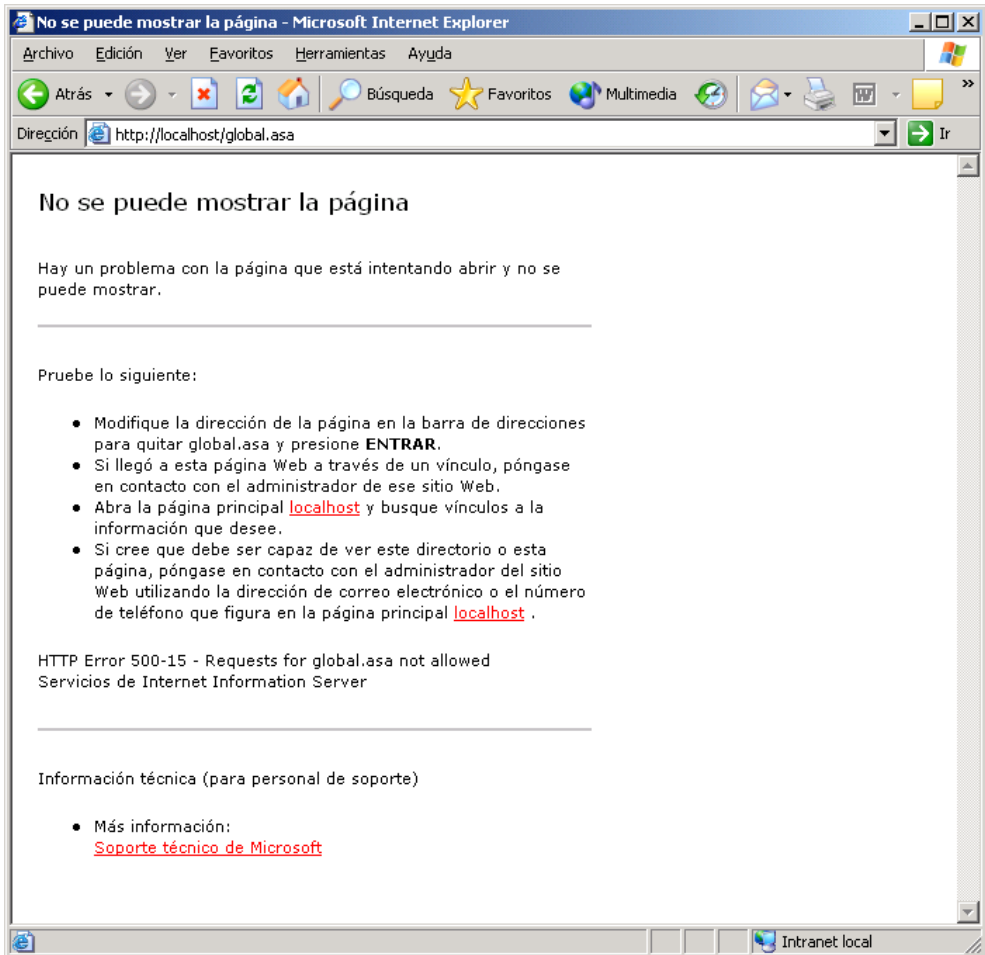 No se puede mostrar la página - Microsoft Internet Explorer
Archivo Edición Ver Favoritos Herramientas Ayuda
Atrás Búsqueda Favoritos Multimedia »
Dirección http://localhost/global.asa Ir
No se puede mostrar la página
Hay un problema con la página que está intentando abrir y no se
puede mostrar.
Pruebe lo siguiente:
● Modifique la dirección de la página en la barra de direcciones
para quitar global.asa y presione ENTRAR.
● Si llegó a esta página Web a través de un vínculo, póngase
en contacto con el administrador de ese sitio Web.
● Abra la página principal localhost y busque vínculos a la
información que desee.
● Si cree que debe ser capaz de ver este directorio o esta
página, póngase en contacto con el administrador del sitio
Web utilizando la dirección de correo electrónico o el número
de teléfono que figura en la página principal localhost .
HTTP Error 500-15 - Requests for global.asa not allowed
Servicios de Internet Information Server
Información técnica (para personal de soporte)
● Más información:
Soporte técnico de Microsoft
Intranet local